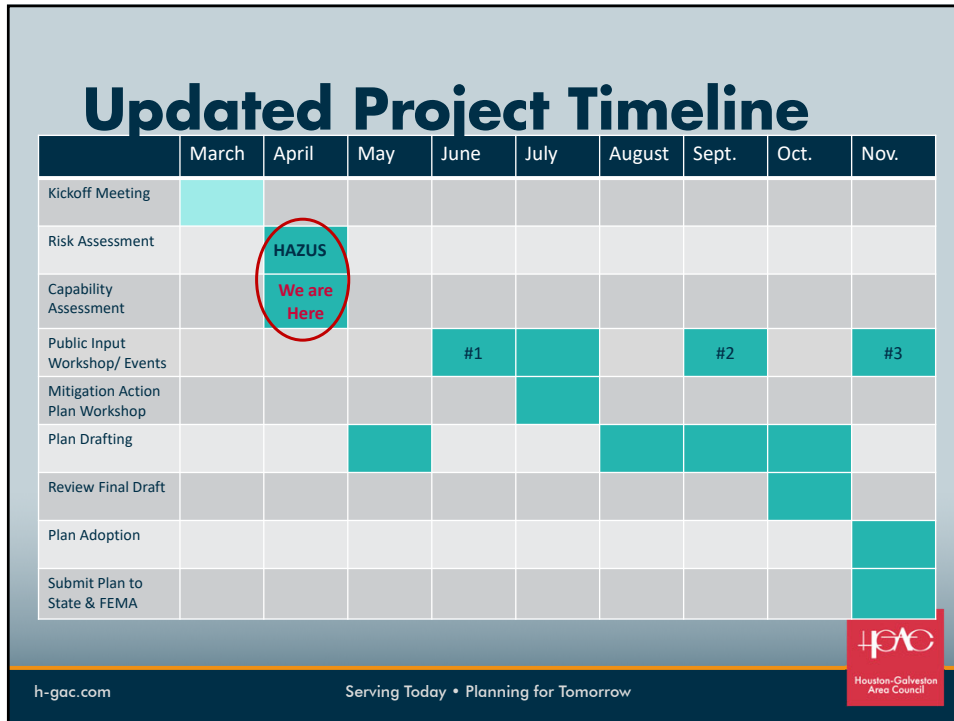 Updated Project Timeline
March April May June July August Sept. Oct. Nov.
Kickoff Meeting
Risk Assessment HAZUS
Capability We are
Assessment Here
Public Input #1 #2 #3
Workshop/ Events
Mitigation Action
Plan Workshop
Plan Drafting
Review Final Draft
Plan Adoption
Submit Plan to
State & FEMA
HGAC
Houston-Galveston
Area Council
h-gac.com Serving Today • Planning for Tomorrow